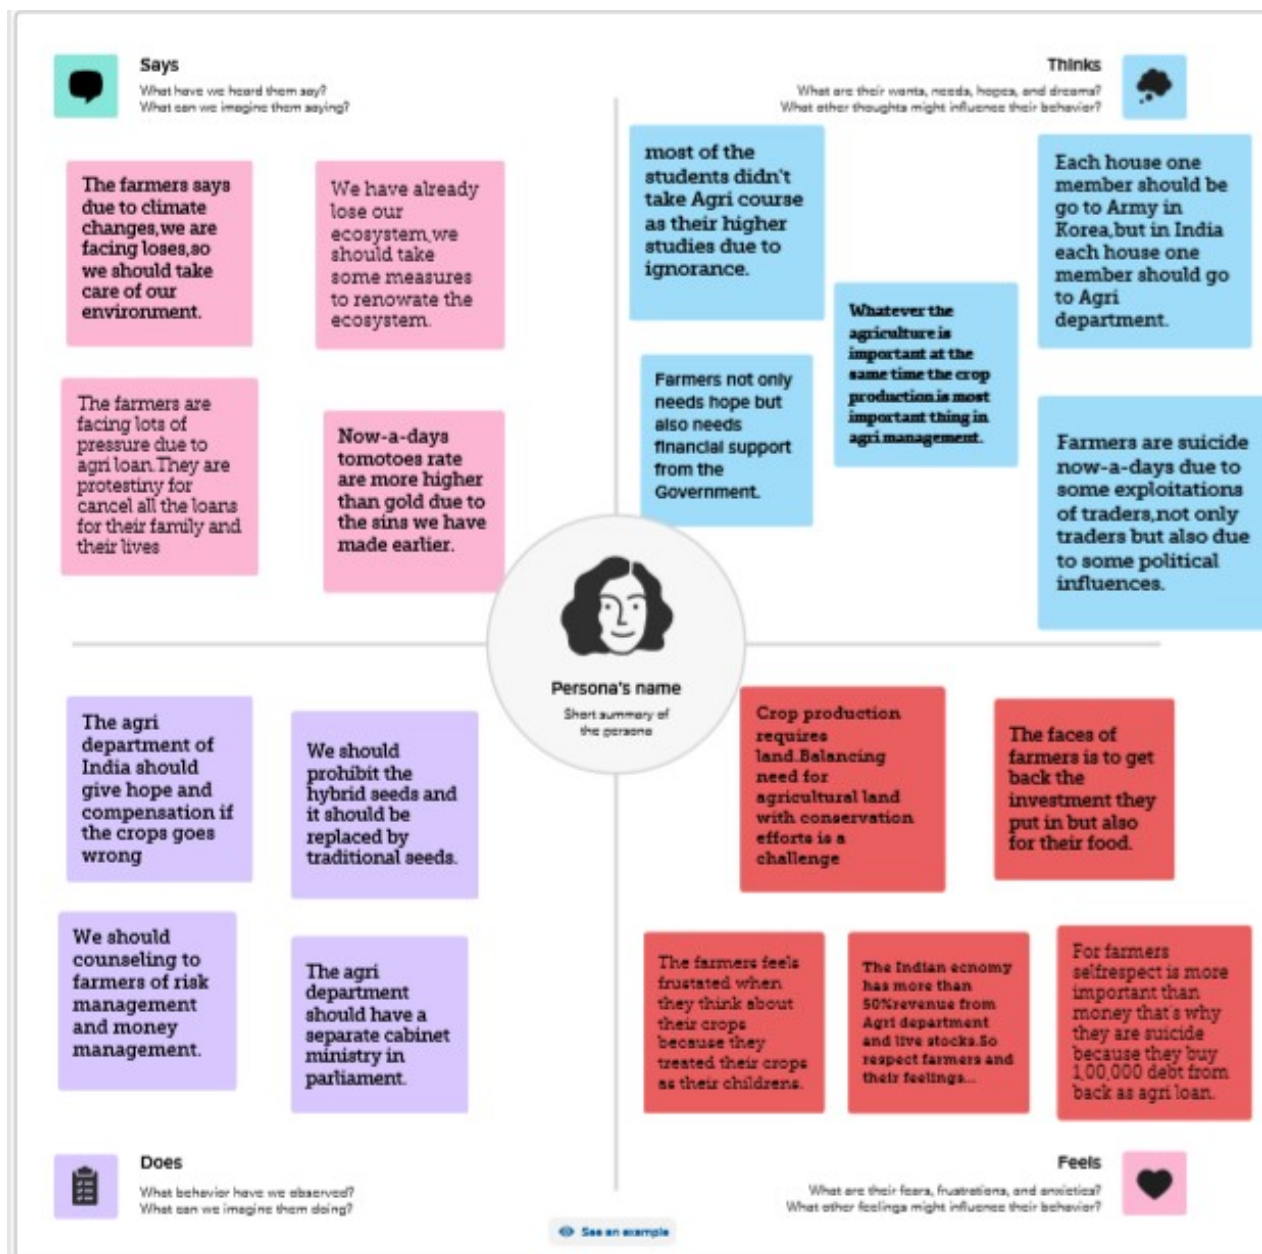 Says
What have we heard them say?
What can we imagine them saying?
The farmers says
due to climate
changes,we are
facing loses,so
we should take
care of our
environment.
We have already
lose our
ecosystem,we
should take
some measures
to renowate the
ecosystem.
The farmers are
facing lots of
pressure due to
agri loan.They are
protestiny for
cancel all the loans
for their family and
their lives
Now-a-days
tomotoes rate
are more higher
than gold due to
the sins we have
made earlier.
Thinks
What are their wants, needs, hopes, and dreams?
What other thoughts might influence their behavior?
most of the
students didn't
take Agri course
as their higher
studies due to
ignorance.
Each house one
member should be
go to Army in
Korea,but in India
each house one
member should go
to Agri
department.
Whatever the
agriculture is
important at the
same time the crop
production.is most
important thing in
agri management.
Farmers not only
needs hope but
also needs
financial support
from the
Government.
Farmers are suicide
now-a-days due to
some exploitations
of traders,not only
traders but also due
to some political
influences.
Persona's name
Short summary of
the persona
The agri
department of
India should
give hope and
compensation if
the crops goes
wrong
We should
prohibit the
hybrid seeds and
it should be
replaced by
traditional seeds.
We should
counseling to
farmers of risk
management
and money
management.
The agri
department
should have a
separate cabinet
ministry in
parliament.
Does
What behavior have we observed?
What can we imagine them doing?
Crop production
requires
land.Balancing
need for
agricultural land
with conservation
efforts is a
challenge
The faces of
farmers is to get
back the
investment they
put in but also
for their food.
The farmers feels
frustated when
they think about
their crops
because they
treated their crops
as their childrens.
The Indian ecnomy
has more than
50%revenue from
Agri department
and live stocks.So
respect farmers and
their feelings...
For farmers
selfrespect is more
important than
money that's why
they are suicide
because they buy
1,00,000 debt from
back as agri loan.
Feels
What are their fears, frustrations, and anxieties?
What other feelings might influence their behavior?
See an example